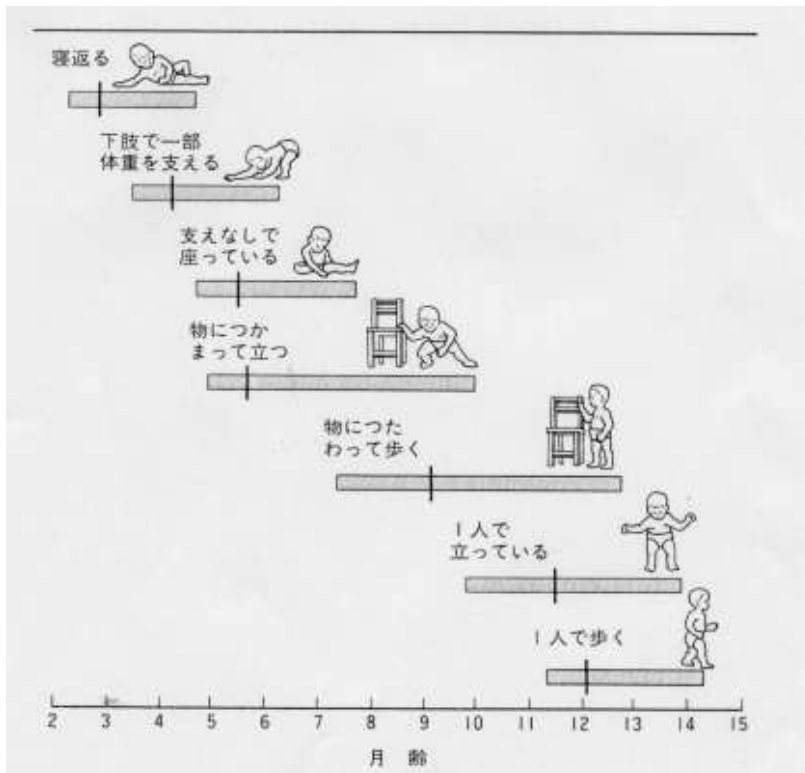 寝返る
下肢で一部
体重を支える
支えなしで
座っている
物につか
まって立つ
物につた
わって歩く
1人で
立っている
1人で歩く
2 3 4 5 6 7 8 9 10 11 12 13 14 15
月 齢